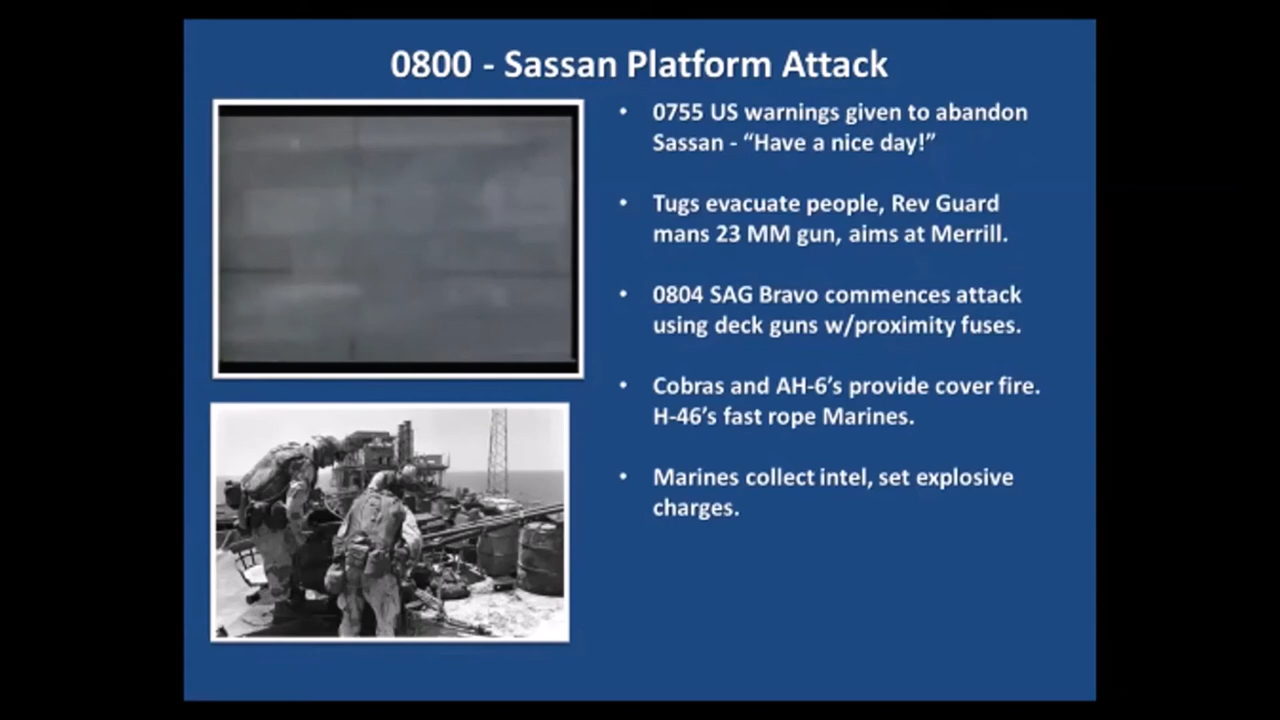 0800 - Sassan Platform Attack
• 0755 US warnings given to abandon
Sassan - “Have a nice day!”
• Tugs evacuate people, Rev Guard
mans 23 MM gun, aims at Merrill.
• 0804 SAG Bravo commences attack
using deck guns w/proximity fuses.
• Cobras and AH-6’s provide cover fire.
H-46’s fast rope Marines.
• Marines collect intel, set explosive
charges.